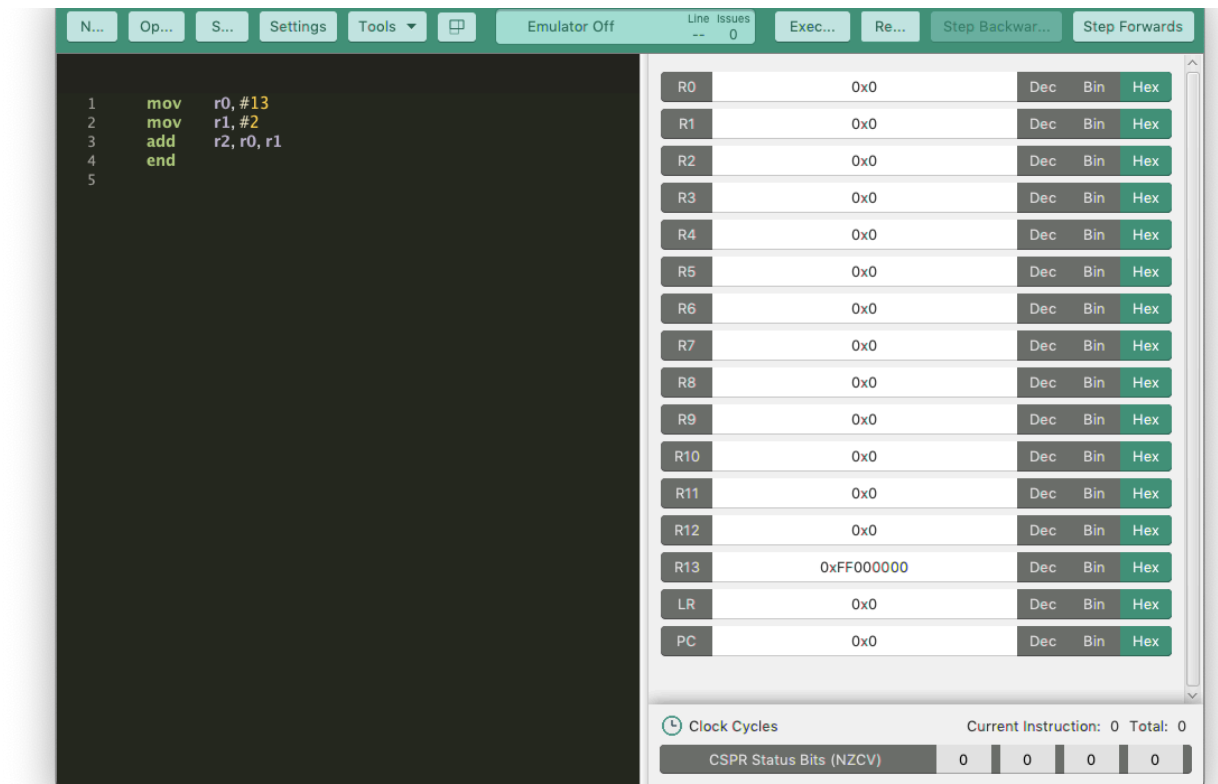 N... Op... S... Settings Tools Emulator Off Line Issues -- 0 Exec... Re... Step Backwar... Step Forwards
1 mov r0, #13
2 mov r1, #2
3 add r2, r0, r1
4 end
5
R0 0x0 Dec Bin Hex
R1 0x0 Dec Bin Hex
R2 0x0 Dec Bin Hex
R3 0x0 Dec Bin Hex
R4 0x0 Dec Bin Hex
R5 0x0 Dec Bin Hex
R6 0x0 Dec Bin Hex
R7 0x0 Dec Bin Hex
R8 0x0 Dec Bin Hex
R9 0x0 Dec Bin Hex
R10 0x0 Dec Bin Hex
R11 0x0 Dec Bin Hex
R12 0x0 Dec Bin Hex
R13 0xFF000000 Dec Bin Hex
LR 0x0 Dec Bin Hex
PC 0x0 Dec Bin Hex
Clock Cycles Current Instruction: 0 Total: 0
CSPR Status Bits (NZCV) 0 0 0 0